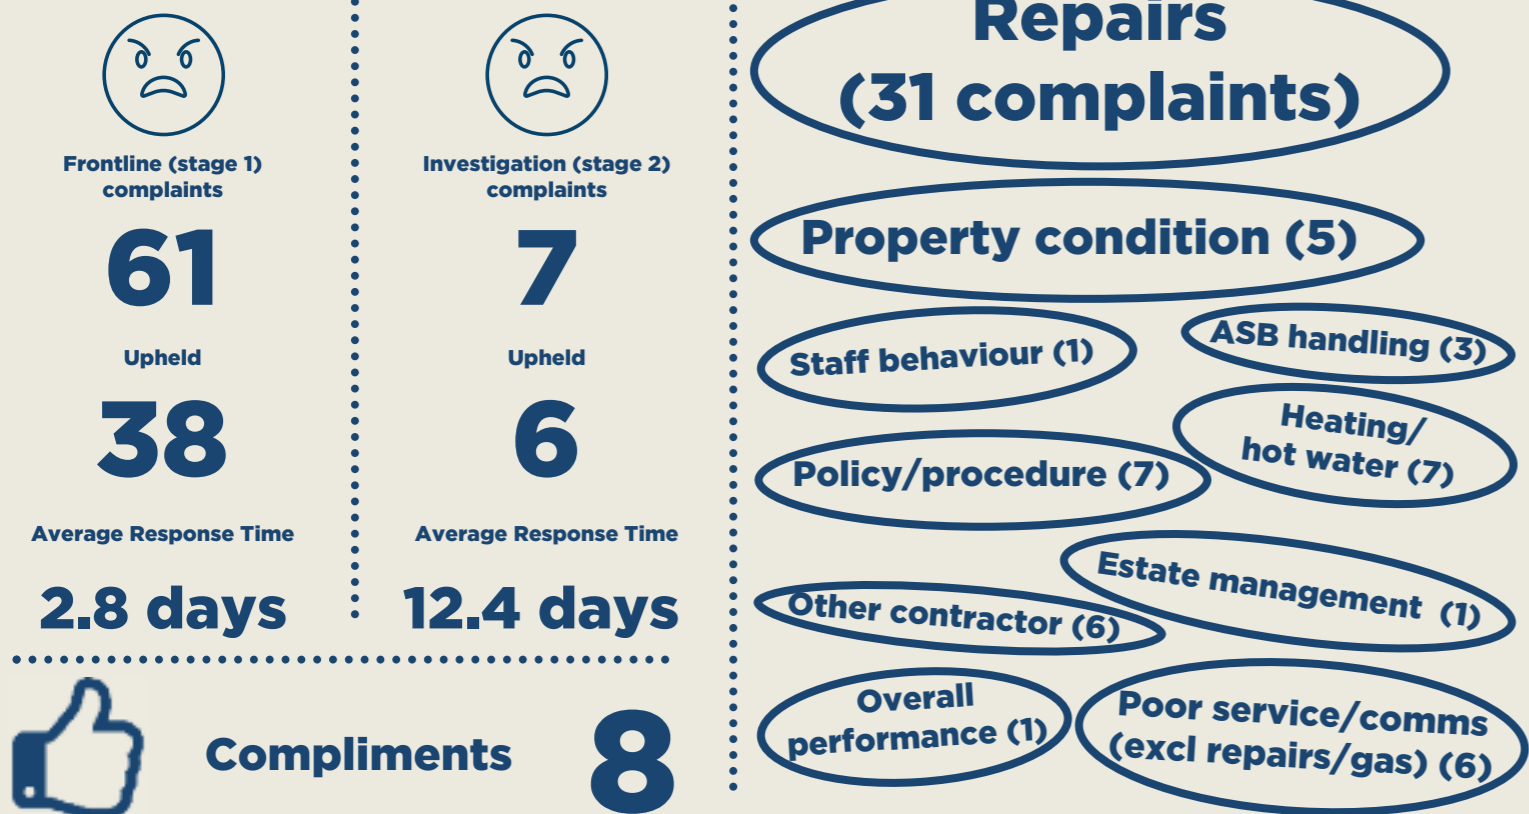 Frontline (stage 1)
complaints
61
Upheld
38
Average Response Time
2.8 days
Investigation (stage 2)
complaints
7
Upheld
6
Average Response Time
12.4 days
Compliments
8
Repairs
(31 complaints)
Property condition (5)
Staff behaviour (1)
ASB handling (3)
Heating/
hot water (7)
Policy/procedure (7)
Estate management (1)
Other contractor (6)
Overall
performance (1)
Poor service/comms
(excl repairs/gas) (6)